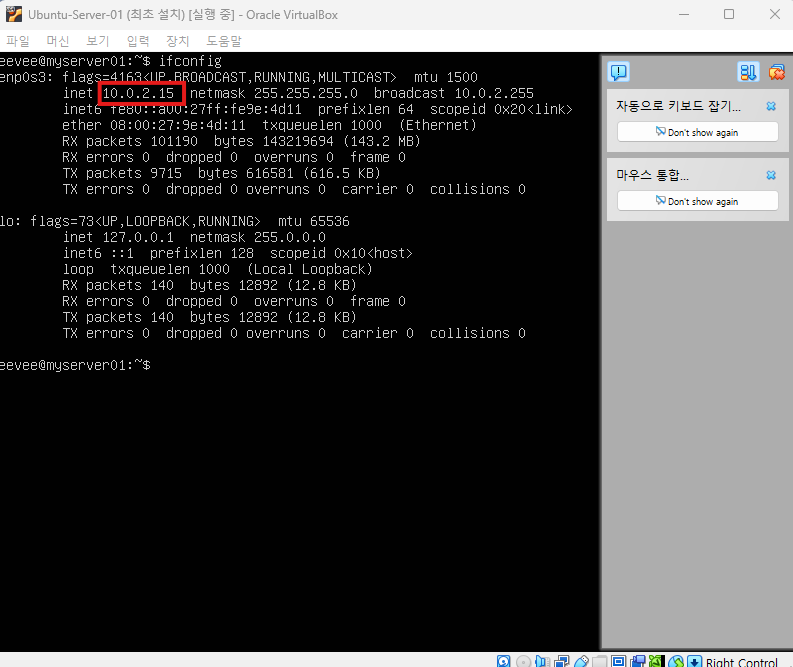 Ubuntu-Server-01 (최초 설치) [실행 중] - Oracle VirtualBox
파일 머신 보기 입력 장치 도움말
eevee@myserver01:~$ ifconfig
enp0s3: flags=4163<UP,BROADCAST,RUNNING,MULTICAST>  mtu 1500
inet 10.0.2.15  netmask 255.255.255.0  broadcast 10.0.2.255
inet6 fe80::a00:27ff:fe9e:4d11  prefixlen 64  scopeid 0x20<link>
ether 08:00:27:9e:4d:11  txqueuelen 1000  (Ethernet)
RX packets 101190  bytes 143219694 (143.2 MB)
RX errors 0  dropped 0  overruns 0  frame 0
TX packets 9715  bytes 616581 (616.5 KB)
TX errors 0  dropped 0 overruns 0  carrier 0  collisions 0
lo: flags=73<UP,LOOPBACK,RUNNING>  mtu 65536
inet 127.0.0.1  netmask 255.0.0.0
inet6 ::1  prefixlen 128  scopeid 0x10<host>
loop  txqueuelen 1000  (Local Loopback)
RX packets 140  bytes 12892 (12.8 KB)
RX errors 0  dropped 0  overruns 0  frame 0
TX packets 140  bytes 12892 (12.8 KB)
TX errors 0  dropped 0 overruns 0  carrier 0  collisions 0
eevee@myserver01:~$
자동으로 키보드 잡기...
Don't show again
마우스 통합...
Don't show again
Right Control